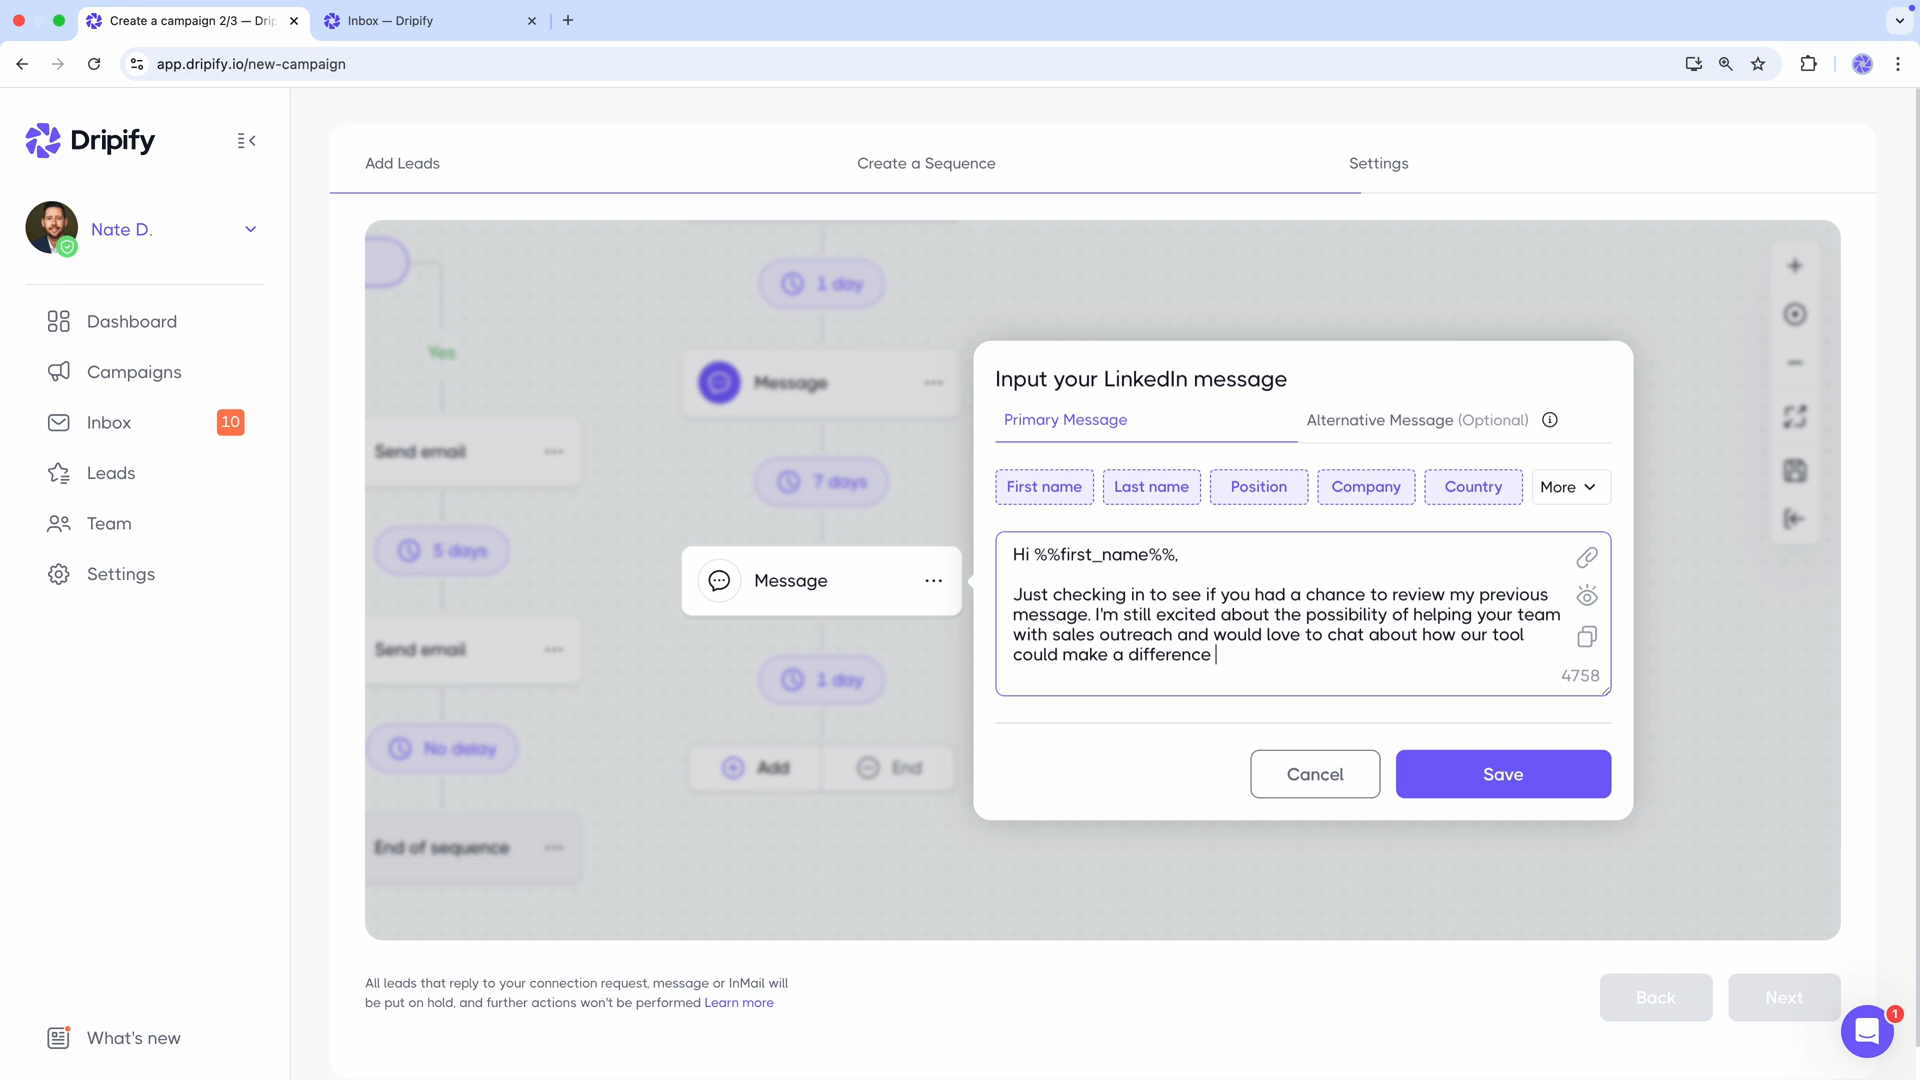 Create a campaign 2/3 — Drip
Inbox — Dripify
app.dripify.io/new-campaign
Dripify
Nate D.
Dashboard
Campaigns
Inbox
10
Leads
Team
Settings
What's new
Add Leads
Create a Sequence
Settings
Yes
Send email
5 days
Send email
No delay
End of sequence
1 day
Message
7 days
Message
1 day
Add
End
Input your LinkedIn message
Primary Message
Alternative Message (Optional)
First name
Last name
Position
Company
Country
More
Hi %%first_name%%,
Just checking in to see if you had a chance to review my previous
message. I'm still excited about the possibility of helping your team
with sales outreach and would love to chat about how our tool
could make a difference
4758
Cancel
Save
All leads that reply to your connection request, message or InMail will
be put on hold, and further actions won't be performed Learn more
Back
Next
1